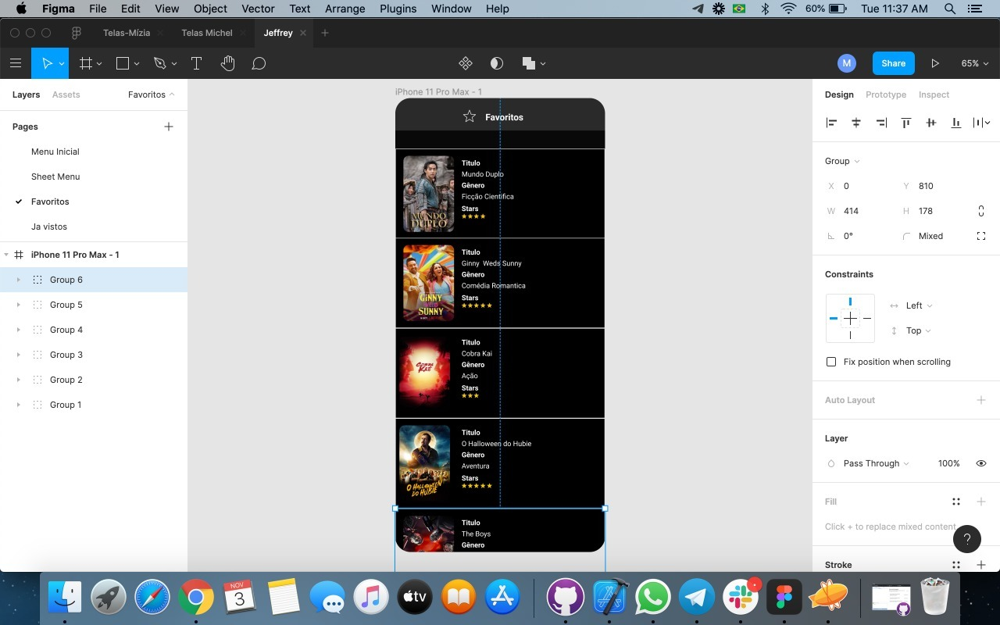 Figma File Edit View Object Vector Text Arrange Plugins Window Help 60% Tue 11:37 AM
Telas-Mízia Telas Michel Jeffrey
M Share 65%
Layers Assets Favoritos
Pages
Menu Inicial
Sheet Menu
Favoritos
Ja vistos
iPhone 11 Pro Max - 1
Group 6
Group 5
Group 4
Group 3
Group 2
Group 1
iPhone 11 Pro Max - 1
Favoritos
Titulo
Mundo Duplo
Gênero
Ficção Cientifica
Stars
MUNDO
DUPLO
Titulo
Ginny  Weds Sunny
Gênero
Comédia Romantica
Stars
GINNY
WEDS
SUNNY
Titulo
Cobra Kai
Gênero
Ação
Stars
COBRA
KAI
Titulo
O Halloween do Hubie
Gênero
Aventura
Stars
O HALLOWEEN
DO HUBIE
Titulo
The Boys
Gênero
Design Prototype Inspect
Group
X 0 Y 810
W 414 H 178
0° Mixed
Constraints
Left
Top
Fix position when scrolling
Auto Layout
Layer
Pass Through 100%
Fill
Click + to replace mixed content
?
Stroke
NOV
3
tv